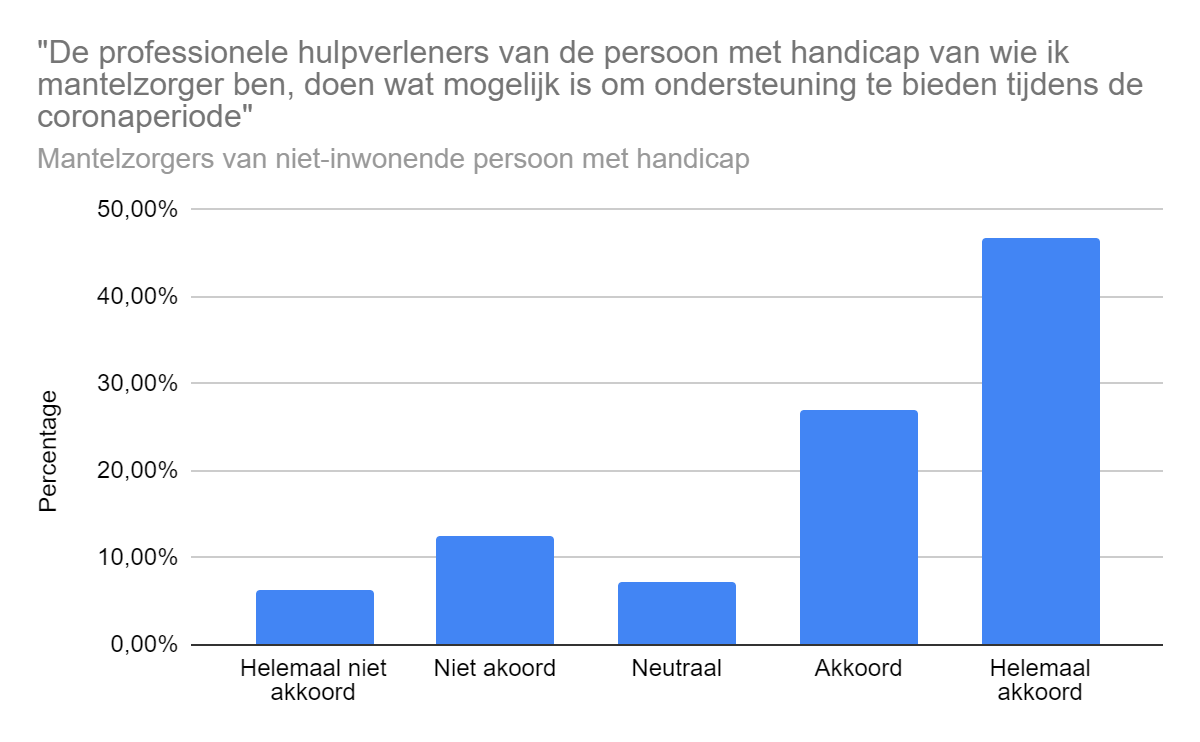 "De professionele hulpverleners van de persoon met handicap van wie ik
mantelzorger ben, doen wat mogelijk is om ondersteuning te bieden tijdens de
coronaperiode"
Mantelzorgers van niet-inwonende persoon met handicap
50,00%
40,00%
30,00%
20,00%
10,00%
0,00%
Percentage
Helemaal niet
akkoord
Niet akoord
Neutraal
Akkoord
Helemaal
akkoord